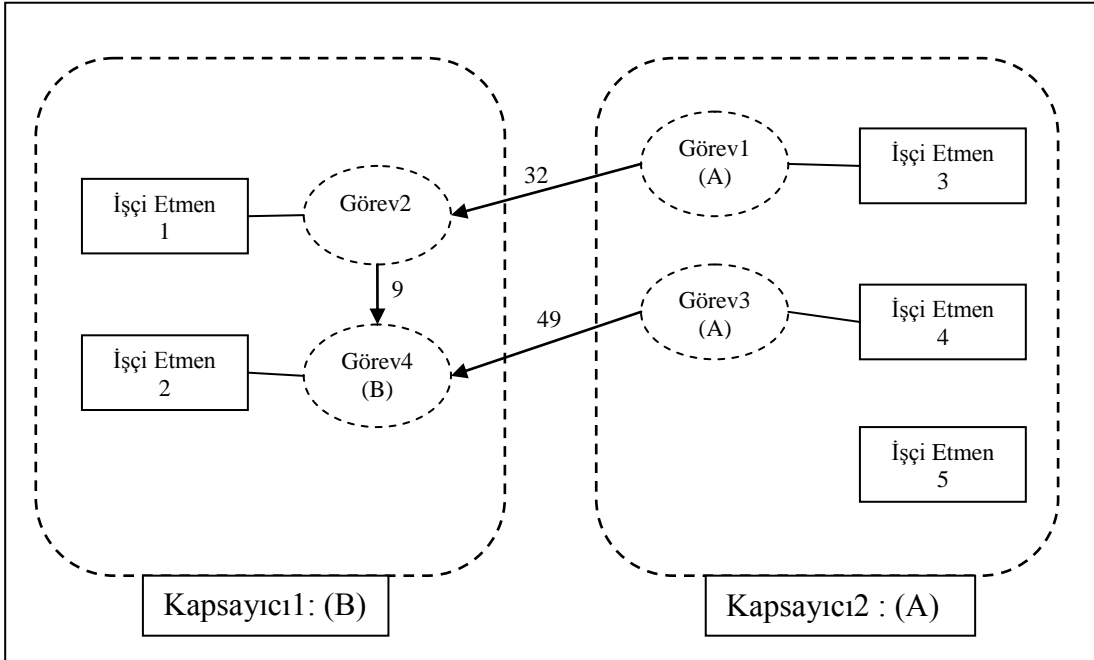 Görev1
(A)
İşçi Etmen
3
32
İşçi Etmen
1
Görev2
9
Görev3
(A)
İşçi Etmen
4
49
İşçi Etmen
2
Görev4
(B)
İşçi Etmen
5
Kapsayıcı1: (B)
Kapsayıcı2 : (A)